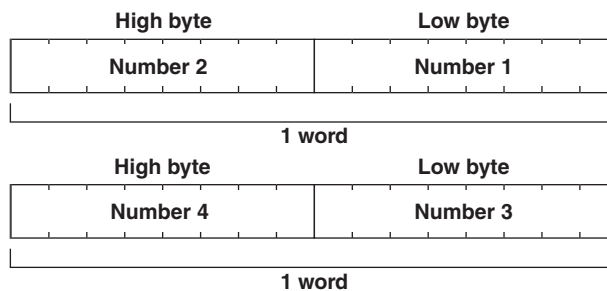 High byte Low byte
Number 2 Number 1
1 word
High byte Low byte
Number 4 Number 3
1 word